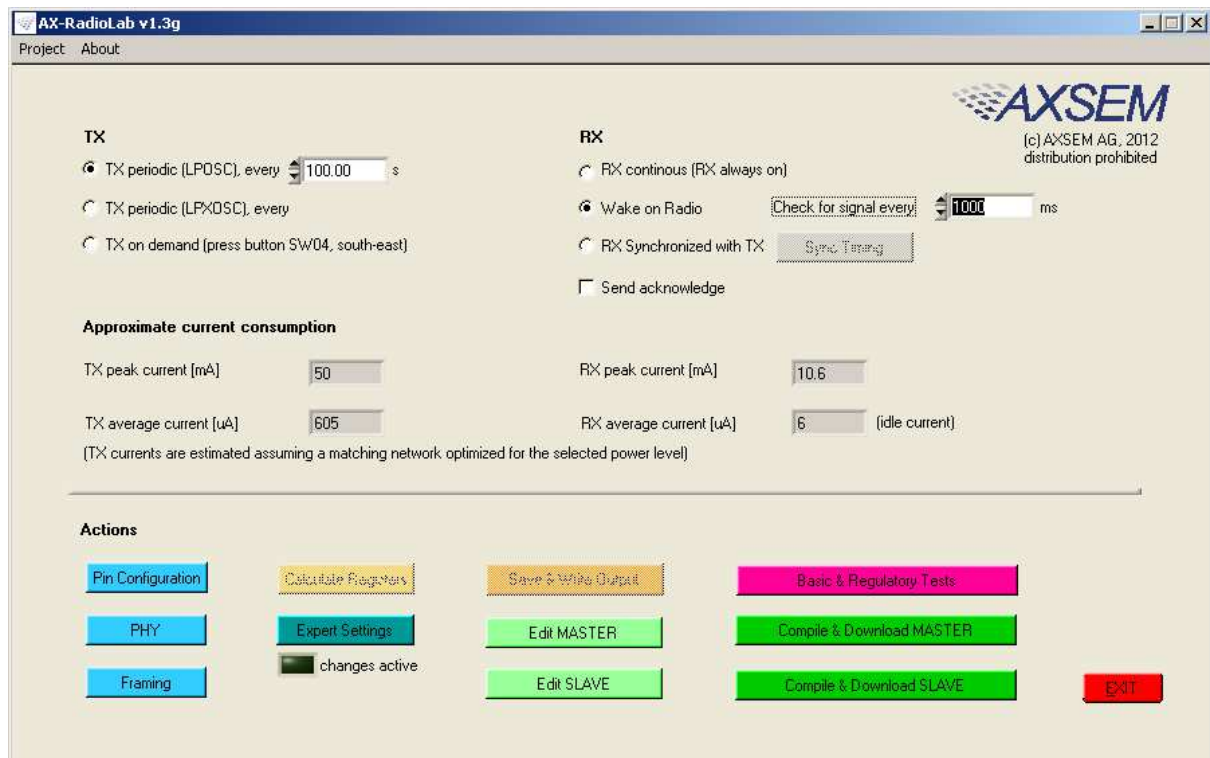 AX-RadioLab v1.3g
Project About
AXSEM
(c) AXSEM AG, 2012
distribution prohibited
TX
TX periodic (LPOSC), every 100.00 s
TX periodic (LPXOSC), every
TX on demand (press button SW04, south-east)
RX
RX continous (RX always on)
Wake on Radio Check for signal every 1000 ms
RX Synchronized with TX Sync Timing
Send acknowledge
Approximate current consumption
TX peak current [mA] 50
RX peak current [mA] 10.6
TX average current [uA] 605
RX average current [uA] 6 (idle current)
(TX currents are estimated assuming a matching network optimized for the selected power level)
Actions
Pin Configuration Calculate Registers Save & Write Output Basic & Regulatory Tests
PHY Expert Settings Edit MASTER Compile & Download MASTER
changes active
Framing Edit SLAVE Compile & Download SLAVE EXIT